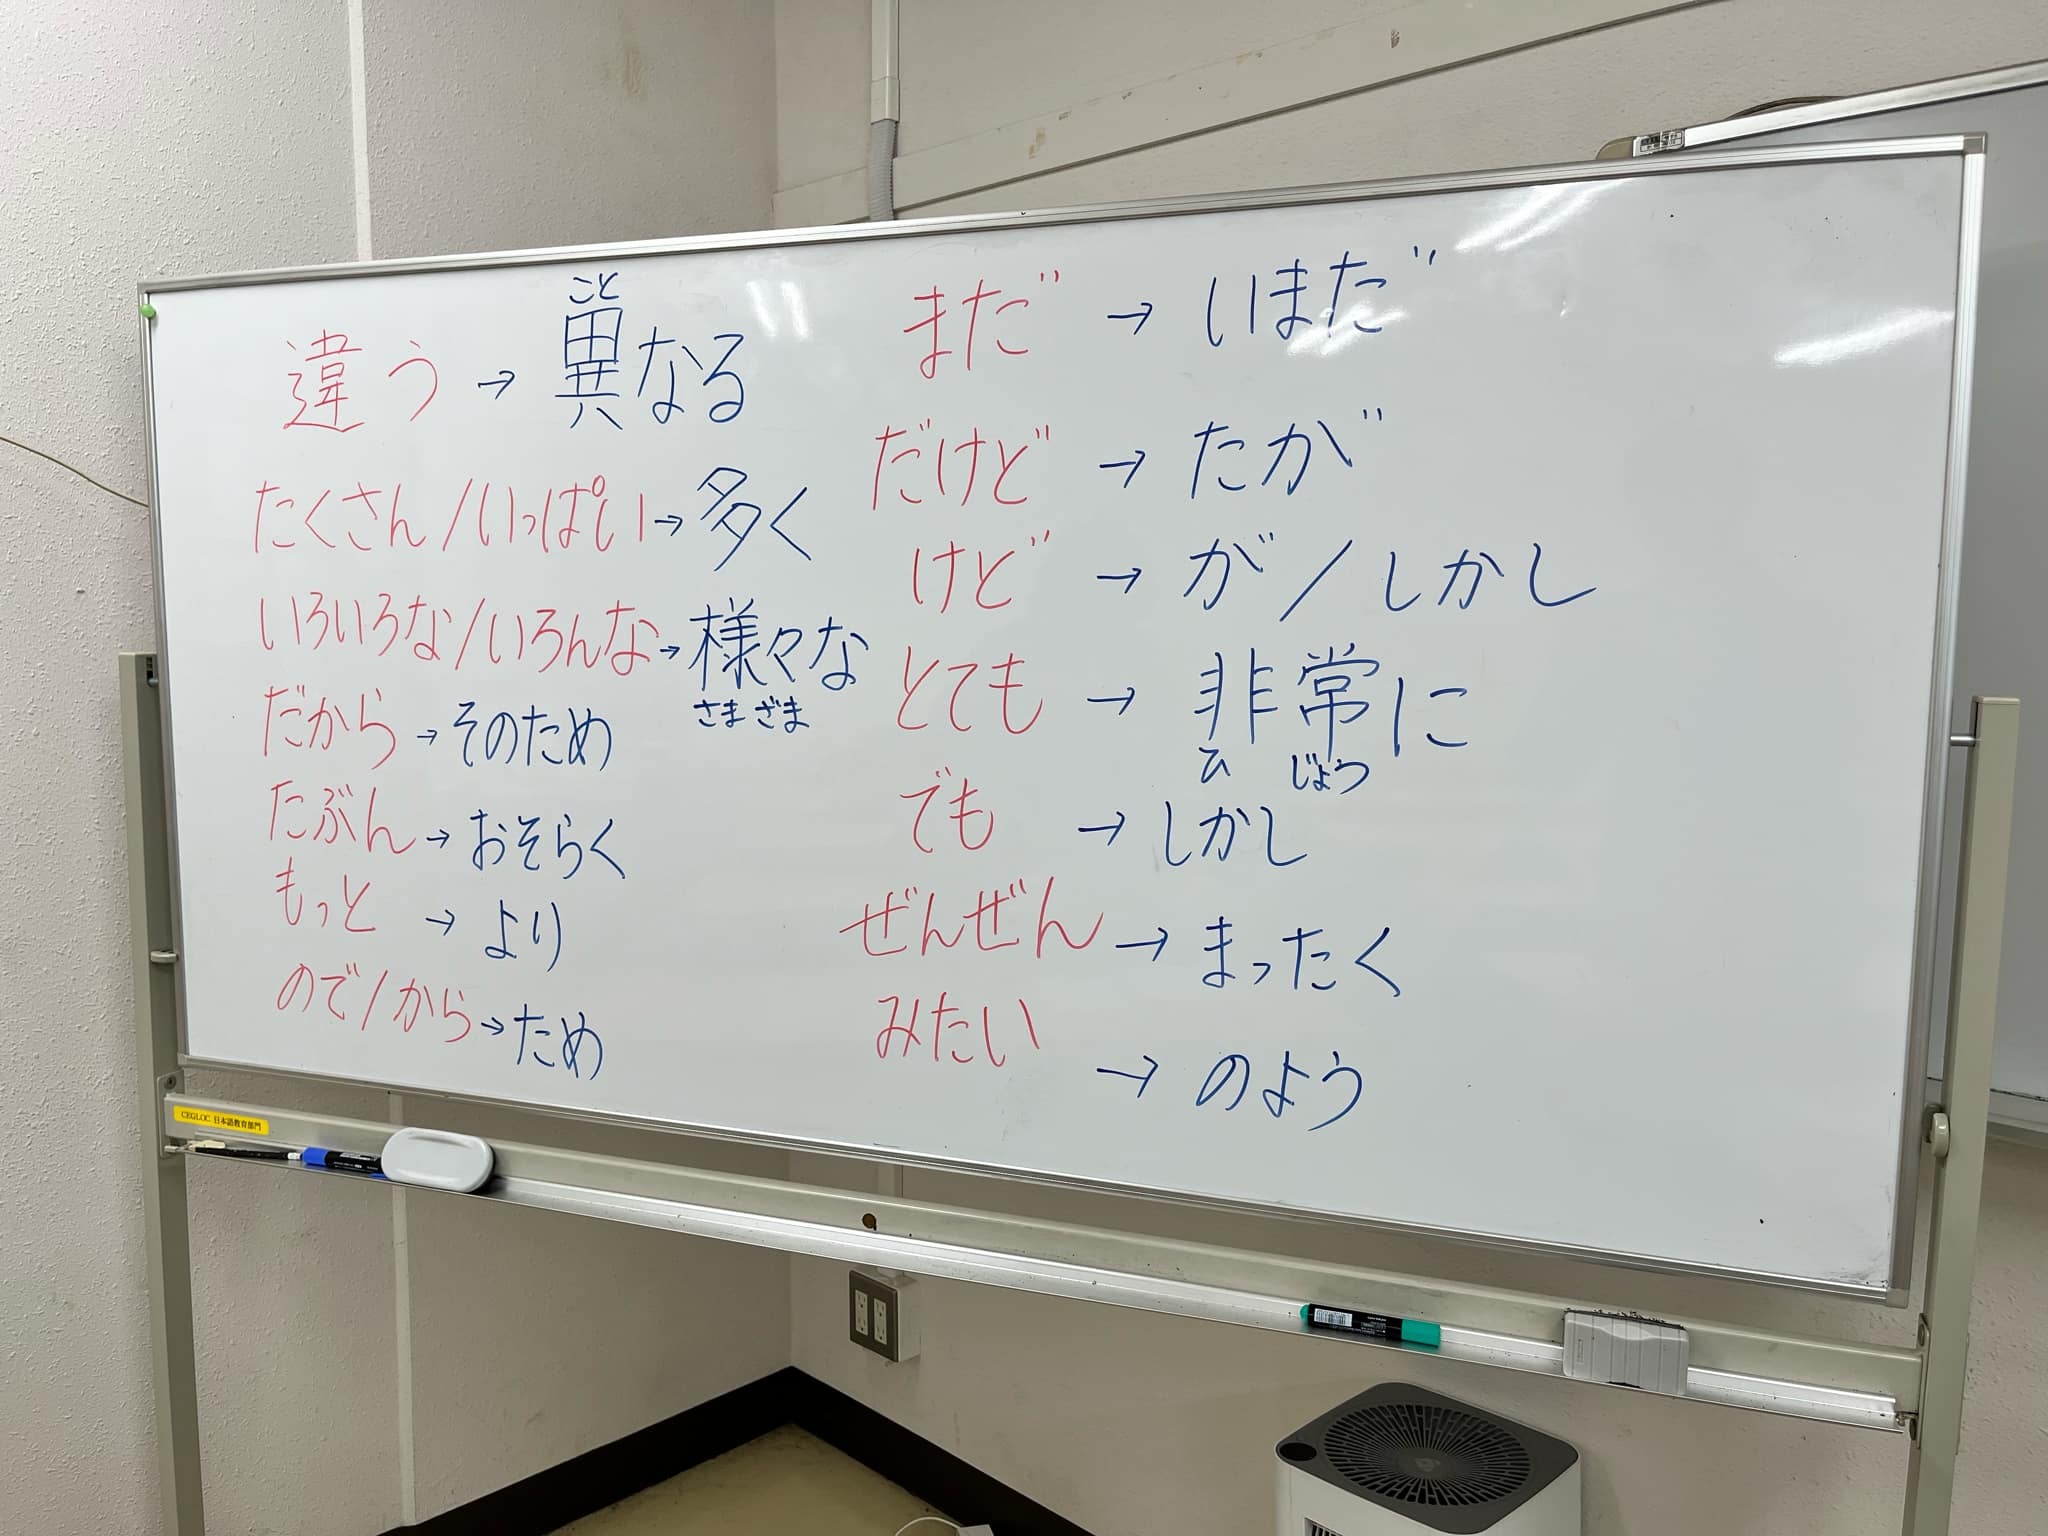 違う → 異なる
こと
たくさん/いっぱい → 多く
いろいろな/いろんな → 様々な
さまざま
だから → そのため
たぶん → おそらく
もっと → より
ので/から → ため
まだ → いまだ
だけど → たが
けど → が/しかし
とても → 非常に
ひ じょう
でも → しかし
ぜんぜん → まったく
みたい → のよう
CEGLOC 日本語教育部門